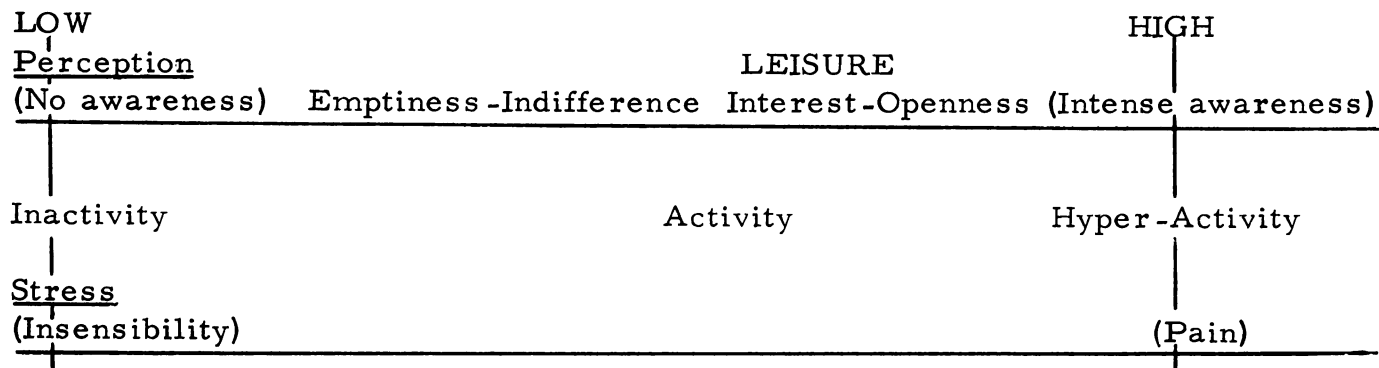 LOW HIGH
Perception LEISURE
(No awareness) Emptiness-Indifference Interest-Openness (Intense awareness)
Inactivity Activity Hyper-Activity
Stress
(Insensibility) (Pain)